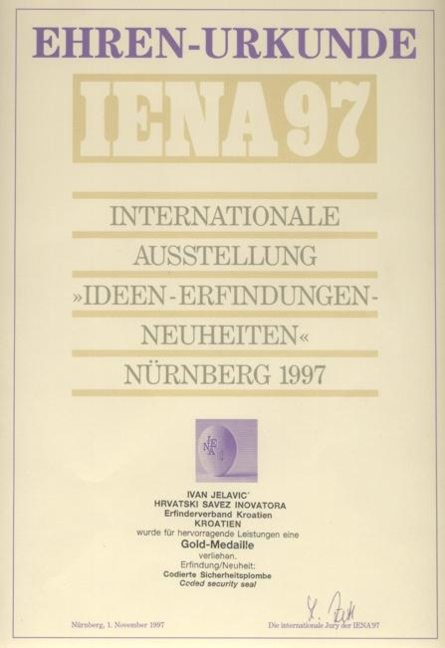 EHREN-URKUNDE
IENA 97
INTERNATIONALE
AUSSTELLUNG
»IDEEN-ERFINDUNGEN-
NEUHEITEN«
NÜRNBERG 1997
IENA
IVAN JELAVIC´
HRVATSKI SAVEZ INOVATORA
Erfinderverband Kroatien
KROATIEN
wurde für hervorragende Leistungen eine
Gold-Medaille
verliehen.
Erfindung/Neuheit:
Codierte Sicherheitsplombe
Coded security seal
Nürnberg, 1. November 1997
Die internationale Jury der IENA'97